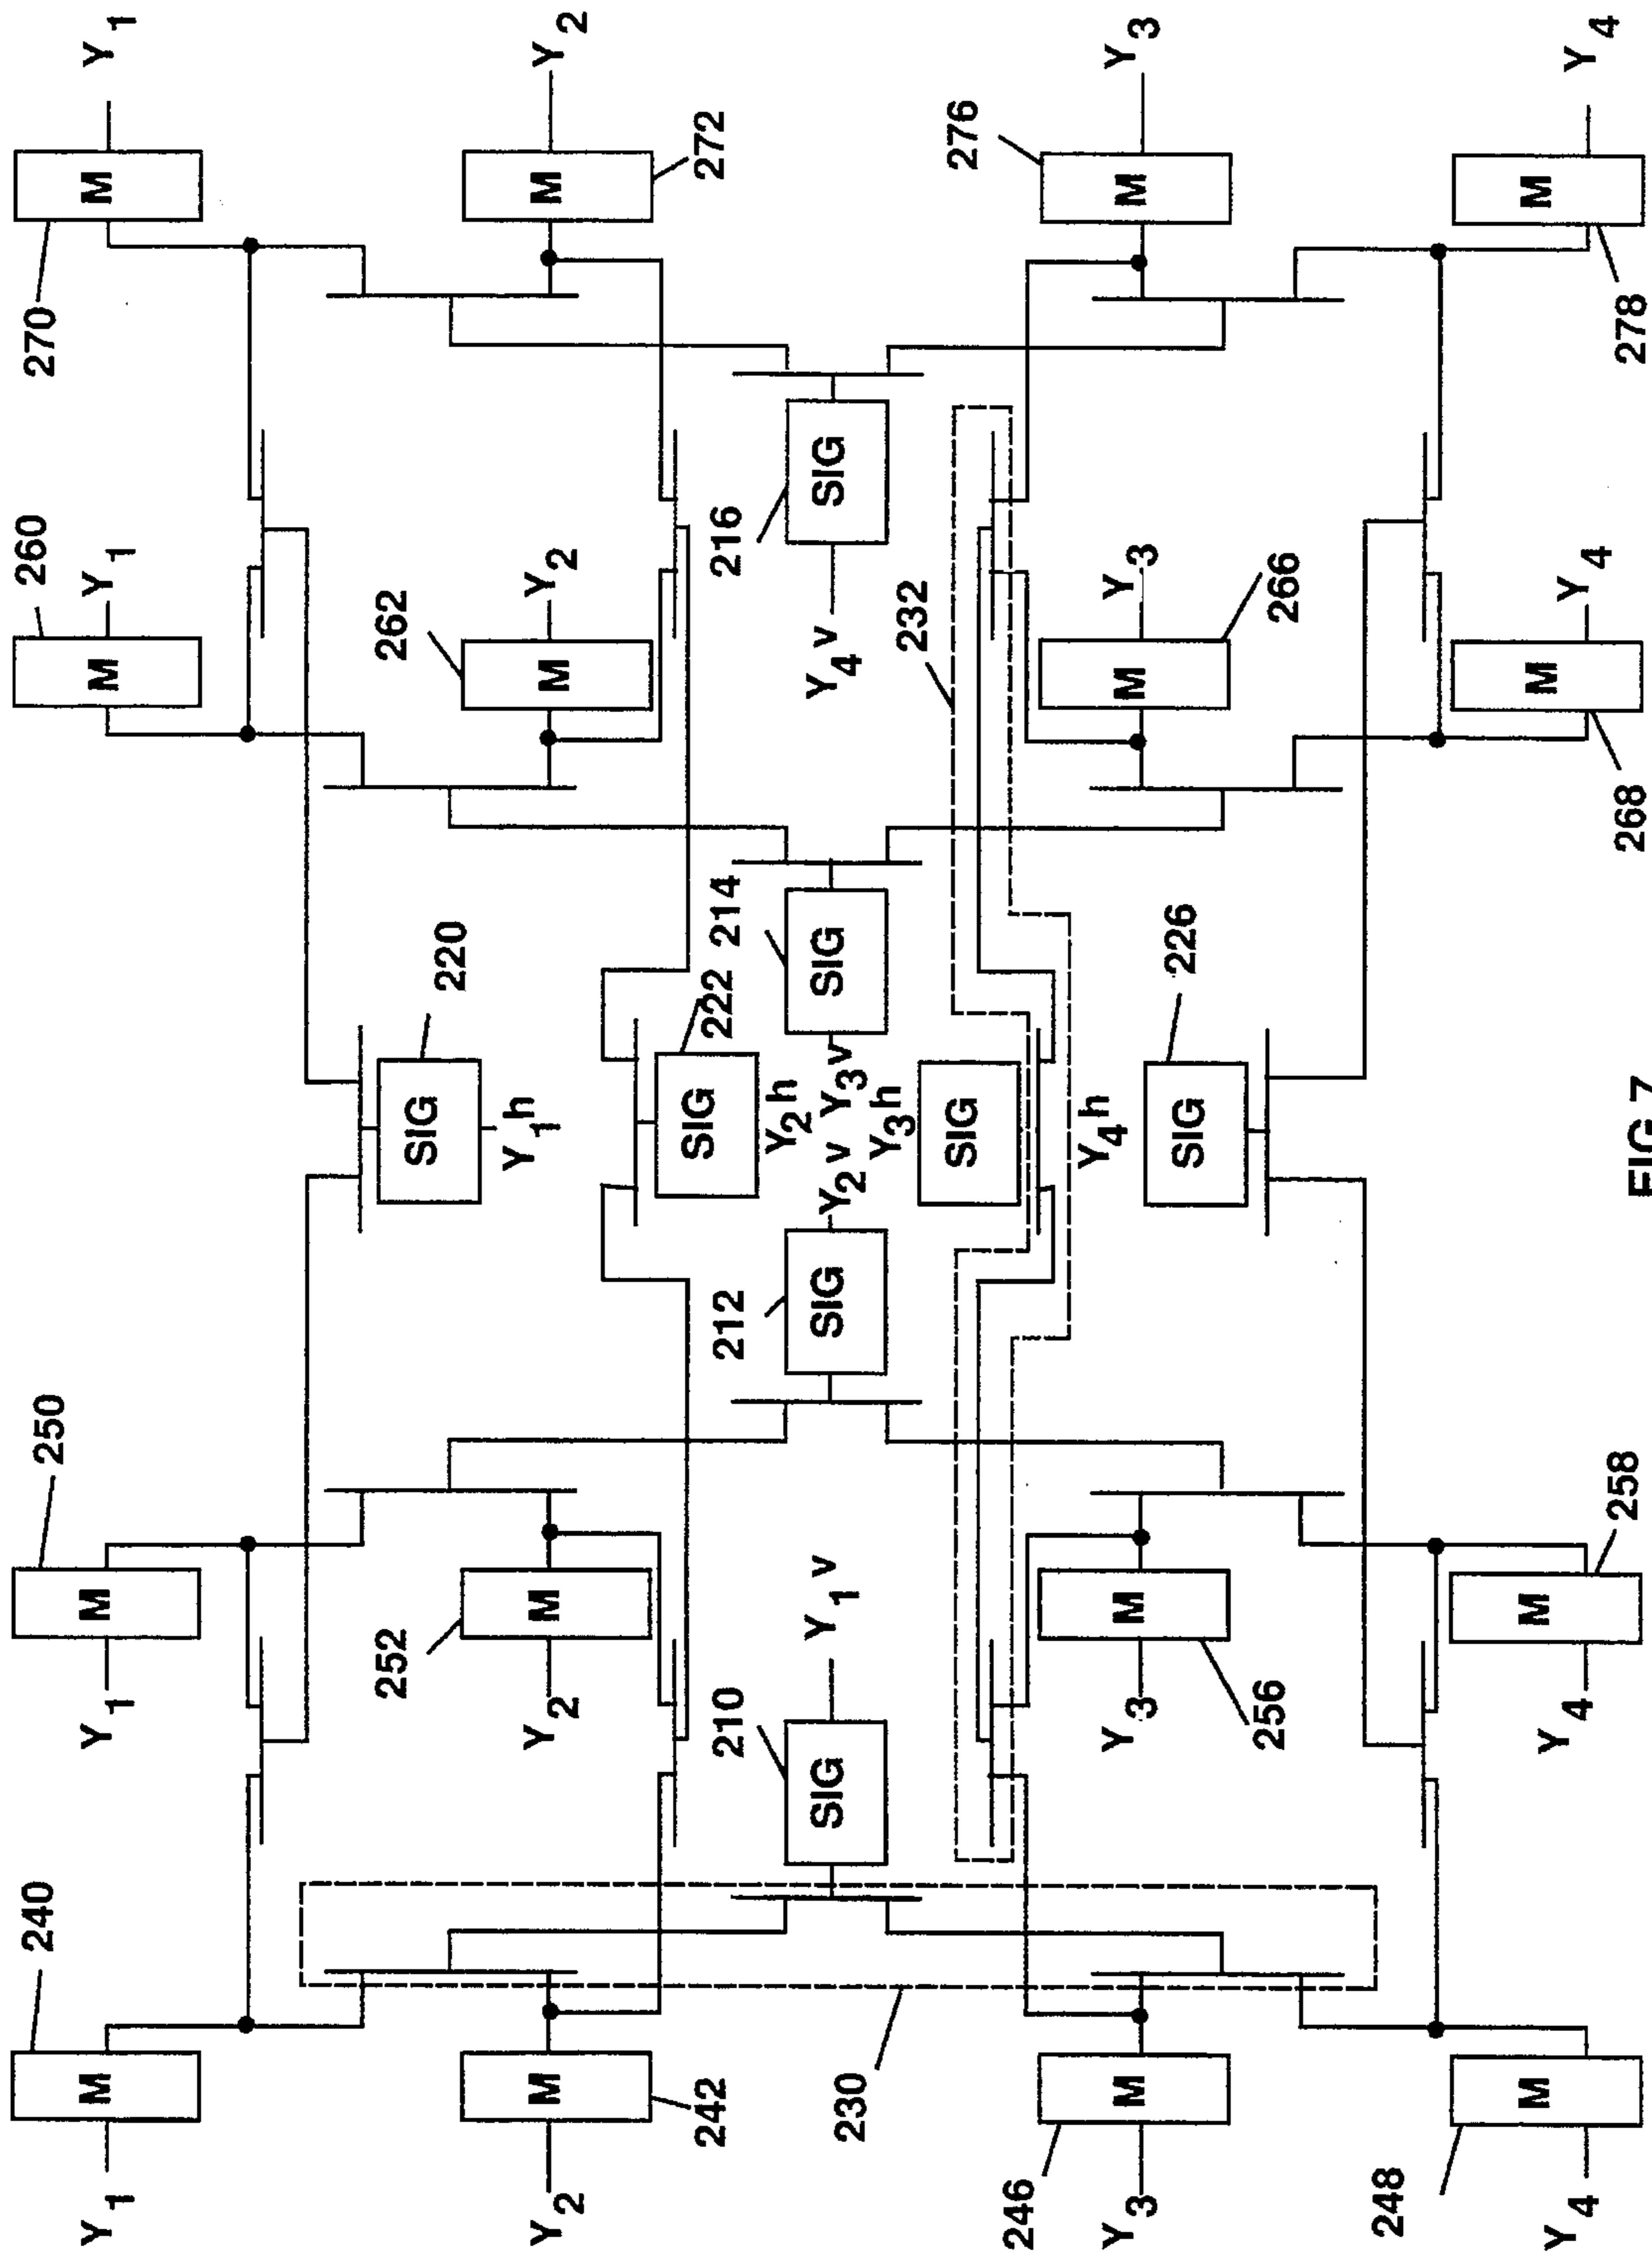 240 250 260 270
Y1 M Y1 M M Y1 M Y1
252 262
220
SIG
Y1h
Y2 M Y2 M M Y2 M Y2
SIG 222
242 210 212 214 216 272
Y2h
SIG Y1v SIG Y2v Y3v SIG Y4v SIG
230 Y3h 232
SIG 276
246
Y4h
Y3 M Y3 M M Y3 M Y3
SIG 226
256 266
248
Y4 M Y4 M M Y4 M Y4
258 268 278
FIG 7